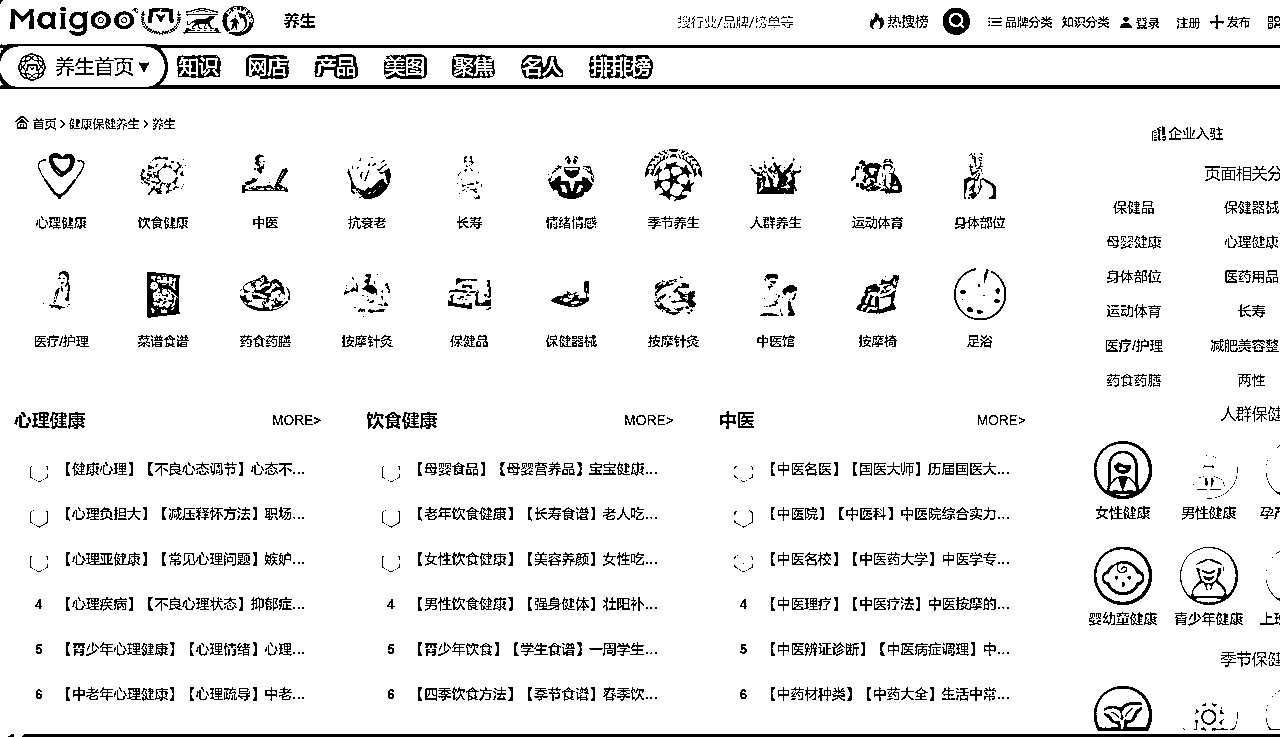 Maigoo 养生 搜行业/品牌/榜单等 热搜榜 品牌分类 知识分类 登录 注册 发布
养生首页▼ 知识 网店 产品 美图 聚焦 名人 排排榜
首页>健康保健养生>养生
企业入驻
心理健康 饮食健康 中医 抗衰老 长寿 情绪情感 季节养生 人群养生 运动体育 身体部位
医疗/护理 菜谱食谱 药食药膳 按摩针灸 保健品 保健器械 按摩针灸 中医馆 按摩椅 足浴
页面相关分
保健品 保健器械
母婴健康 心理健康
身体部位 医药用品
运动体育 长寿
医疗/护理 减肥美容整
药食药膳 两性
心理健康 MORE>
【健康心理】【不良心态调节】心态不...
【心理负担大】【减压释怀方法】职场...
【心理亚健康】【常见心理问题】嫉妒...
4 【心理疾病】【不良心理状态】抑郁症...
5 【青少年心理健康】【心理情绪】心理...
6 【中老年心理健康】【心理疏导】中老...
饮食健康 MORE>
【母婴食品】【母婴营养品】宝宝健康...
【老年饮食健康】【长寿食谱】老人吃...
【女性饮食健康】【美容养颜】女性吃...
4 【男性饮食健康】【强身健体】壮阳补...
5 【青少年饮食】【学生食谱】一周学生...
6 【四季饮食方法】【季节食谱】春季饮...
中医 MORE>
【中医名医】【国医大师】历届国医大...
【中医院】【中医科】中医院综合实力...
【中医名校】【中医药大学】中医学专...
4 【中医理疗】【中医疗法】中医按摩的...
5 【中医辨证诊断】【中医病症调理】中...
6 【中药材种类】【中药大全】生活中常...
人群保健
女性健康 男性健康 孕产
婴幼童健康 青少年健康 上班
季节保健